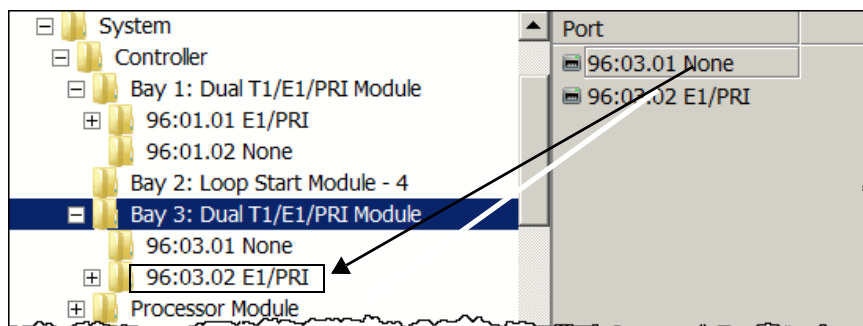 System
Controller
Bay 1: Dual T1/E1/PRI Module
96:01.01 E1/PRI
96:01.02 None
Bay 2: Loop Start Module - 4
Bay 3: Dual T1/E1/PRI Module
96:03.01 None
96:03.02 E1/PRI
Processor Module
Port
96:03.01 None
96:03.02 E1/PRI